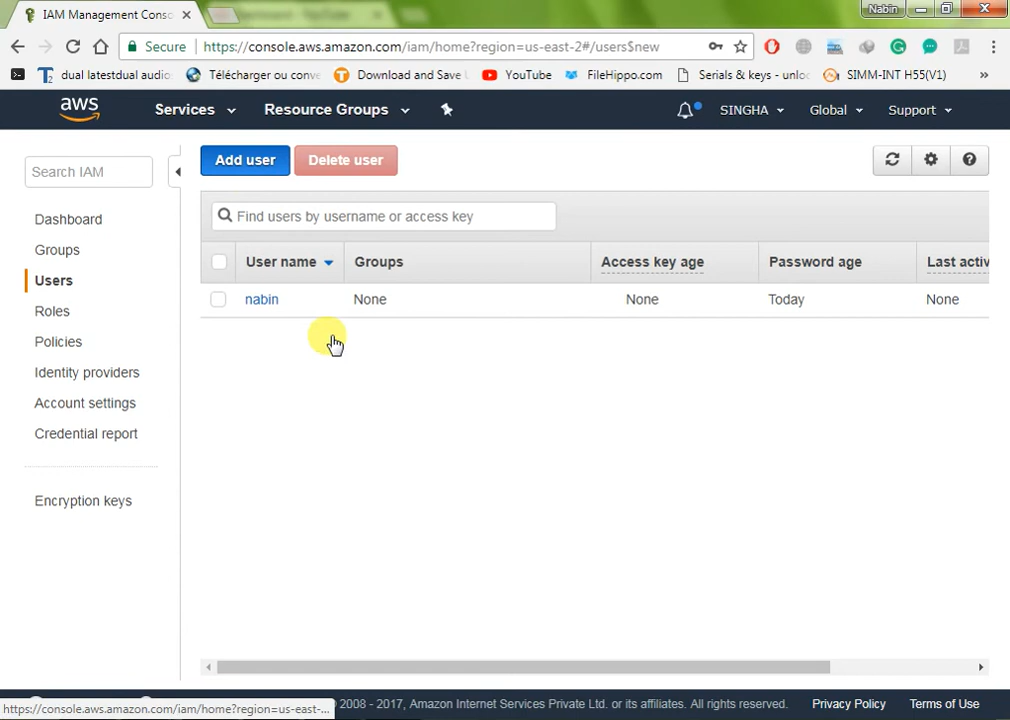 IAM Management Conso
Nabin
Secure
https://console.aws.amazon.com/iam/home?region=us-east-2#/users$new
dual latestdual audio
Télécharger ou conve
Download and Save
YouTube
FileHippo.com
Serials & keys - unloc
SIMM-INT H55(V1)
»
aws
Services
Resource Groups
SINGHA
Global
Support
Search IAM
Add user
Delete user
Dashboard
Groups
Users
Roles
Policies
Identity providers
Account settings
Credential report
Encryption keys
Find users by username or access key
User name
Groups
Access key age
Password age
Last activ
nabin
None
None
Today
None
https://console.aws.amazon.com/iam/home?region=us-east-...
2008 - 2017, Amazon Internet Services Private Ltd. or its affiliates. All rights reserved.
Privacy Policy
Terms of Use